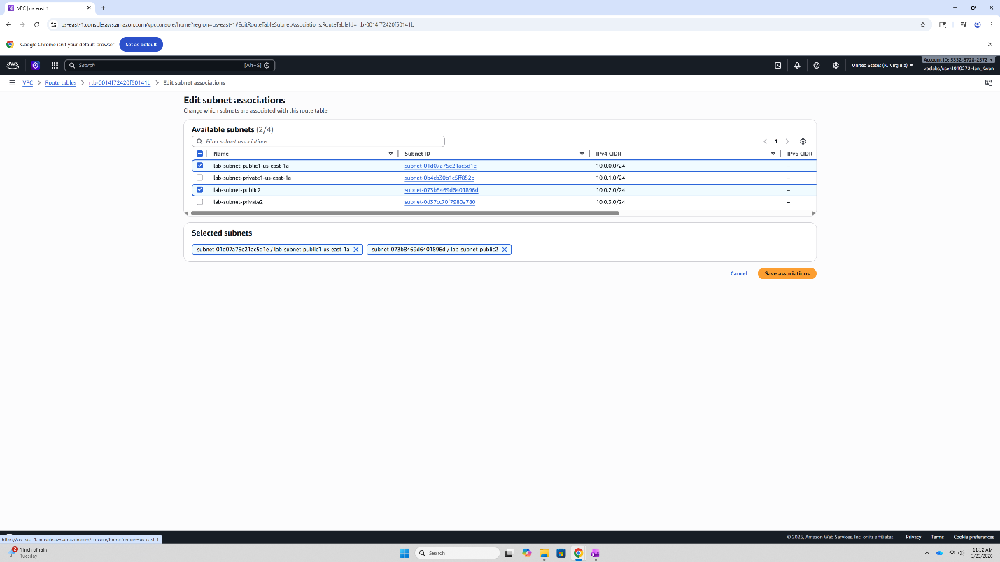 VPC | us-east-1
us-east-1.console.aws.amazon.com/vpcconsole/home?region=us-east-1#EditRouteTableSubnetAssociations:RouteTableId=rtb-0014f72420f50141b
Google Chrome isn't your default browser Set as default
aws Search [Alt+S] United States (N. Virginia) Account ID: 5332-6728-2572
voclabs/user4919272=Ian_Kwan
VPC Route tables rtb-0014f72420f50141b Edit subnet associations
Edit subnet associations
Change which subnets are associated with this route table.
Available subnets (2/4)
Filter subnet associations 1
Name Subnet ID IPv4 CIDR IPv6 CIDR
lab-subnet-public1-us-east-1a subnet-01d07a75e21ac5d1e 10.0.0.0/24 –
lab-subnet-private1-us-east-1a subnet-0b4cb30b1c5ff852b 10.0.1.0/24 –
lab-subnet-public2 subnet-073b8469d6401896d 10.0.2.0/24 –
lab-subnet-private2 subnet-0d37cc70f7980a780 10.0.3.0/24 –
Selected subnets
subnet-01d07a75e21ac5d1e / lab-subnet-public1-us-east-1a subnet-073b8469d6401896d / lab-subnet-public2
Cancel Save associations
© 2026, Amazon Web Services, Inc. or its affiliates. Privacy Terms Cookie preferences
https://us-east-1.console.aws.amazon.com/console/home?region=us-east-1
2 1 inch of rain
Tuesday
Search
11:12 AM
3/23/2026